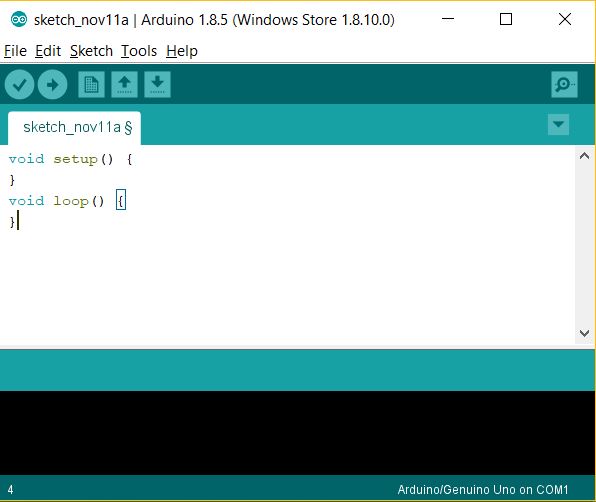 sketch_nov11a | Arduino 1.8.5 (Windows Store 1.8.10.0)
File Edit Sketch Tools Help
sketch_nov11a §
void setup() {
}
void loop() {
}
4
Arduino/Genuino Uno on COM1